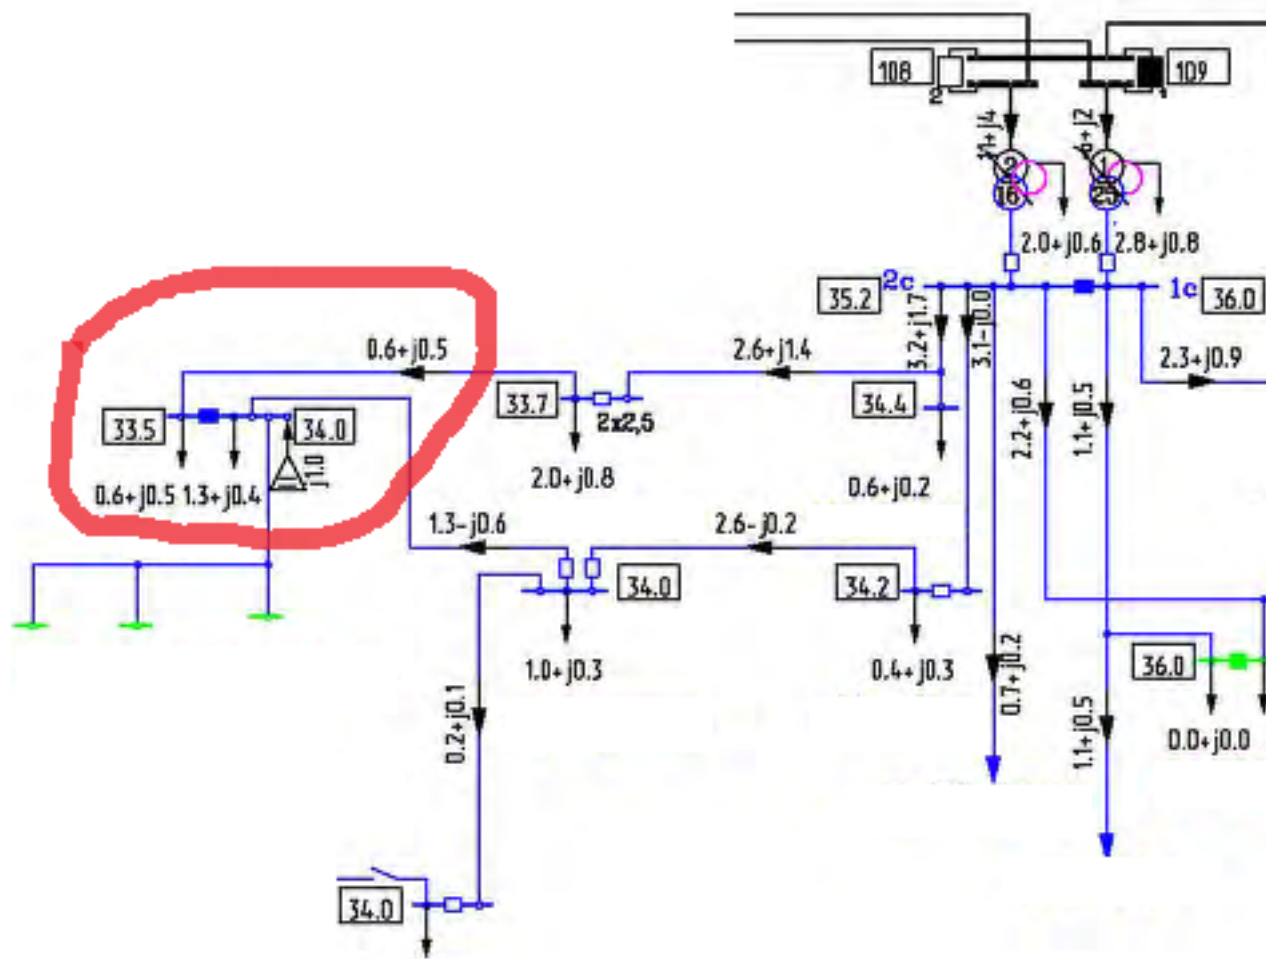 108
109
2
1
11+j4
6+j2
2
1
16
25
2.0+j0.6
2.8+j0.8
35.2
2c
1c
36.0
3.2+j1.7
3.1-j0.0
0.6+j0.5
2.6+j1.4
2.3+j0.9
33.5
34.0
33.7
2x2,5
34.4
2.2+j0.6
1.1+j0.5
j1.0
0.6+j0.5
1.3+j0.4
2.0+j0.8
0.6+j0.2
1.3-j0.6
2.6-j0.2
34.0
34.2
1.0+j0.3
0.4+j0.3
0.7+j0.2
36.0
0.2+j0.1
1.1+j0.5
0.0+j0.0
34.0